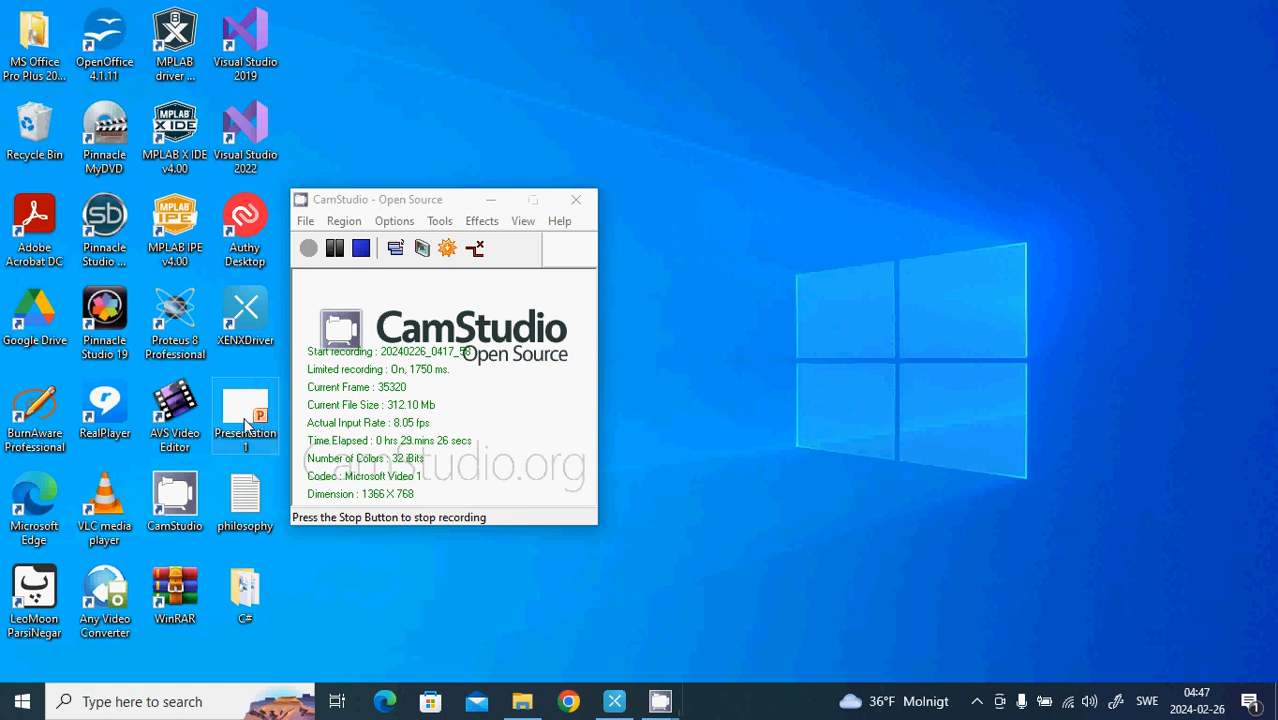 MS Office
Pro Plus 20...
OpenOffice
4.1.11
MPLAB
driver ...
Visual Studio
2019
Recycle Bin
Pinnacle
MyDVD
MPLAB
X IDE
MPLAB X IDE
v4.00
Visual Studio
2022
Adobe
Acrobat DC
Pinnacle
Studio ...
MPLAB
IPE
MPLAB IPE
v4.00
Authy
Desktop
Google Drive
Pinnacle
Studio 19
Proteus 8
Professional
XENXDriver
BurnAware
Professional
RealPlayer
AVS Video
Editor
Presentation
1
Microsoft
Edge
VLC media
player
CamStudio
philosophy
LeoMoon
ParsiNegar
Any Video
Converter
WinRAR
C#
CamStudio - Open Source
File Region Options Tools Effects View Help
CamStudio
Open Source
Start recording : 20240226_0417_58
Limited recording : On, 1750 ms.
Current Frame : 35320
Current File Size : 312.10 Mb
Actual Input Rate : 8.05 fps
Time Elapsed : 0 hrs 29 mins 26 secs
Number of Colors : 32 Bits
CamStudio.org
Codec : Microsoft Video 1
Dimension : 1366 X 768
Press the Stop Button to stop recording
Type here to search
36°F Molnigt
SWE
04:47
2024-02-26
1